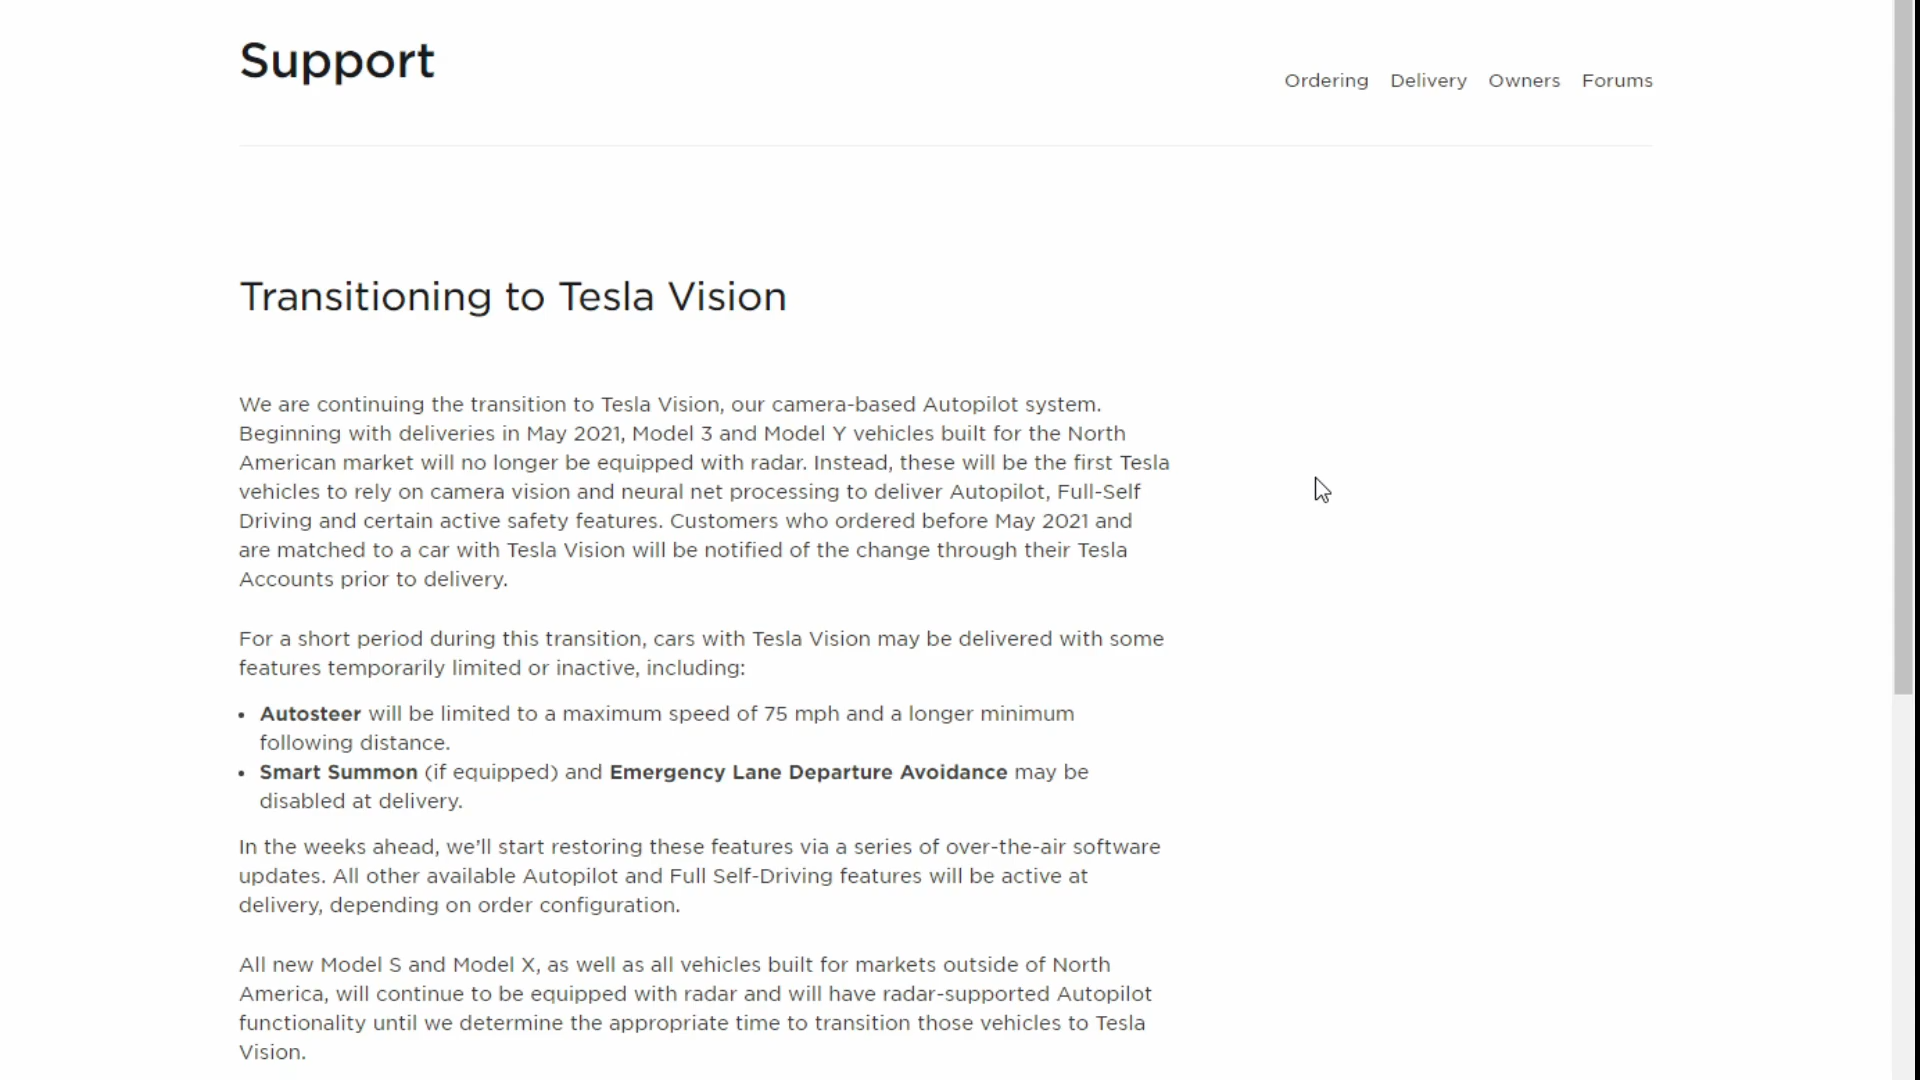 Support
Ordering Delivery Owners Forums
Transitioning to Tesla Vision
We are continuing the transition to Tesla Vision, our camera-based Autopilot system.
Beginning with deliveries in May 2021, Model 3 and Model Y vehicles built for the North
American market will no longer be equipped with radar. Instead, these will be the first Tesla
vehicles to rely on camera vision and neural net processing to deliver Autopilot, Full-Self
Driving and certain active safety features. Customers who ordered before May 2021 and
are matched to a car with Tesla Vision will be notified of the change through their Tesla
Accounts prior to delivery.
For a short period during this transition, cars with Tesla Vision may be delivered with some
features temporarily limited or inactive, including:
• Autosteer will be limited to a maximum speed of 75 mph and a longer minimum
following distance.
• Smart Summon (if equipped) and Emergency Lane Departure Avoidance may be
disabled at delivery.
In the weeks ahead, we’ll start restoring these features via a series of over-the-air software
updates. All other available Autopilot and Full Self-Driving features will be active at
delivery, depending on order configuration.
All new Model S and Model X, as well as all vehicles built for markets outside of North
America, will continue to be equipped with radar and will have radar-supported Autopilot
functionality until we determine the appropriate time to transition those vehicles to Tesla
Vision.